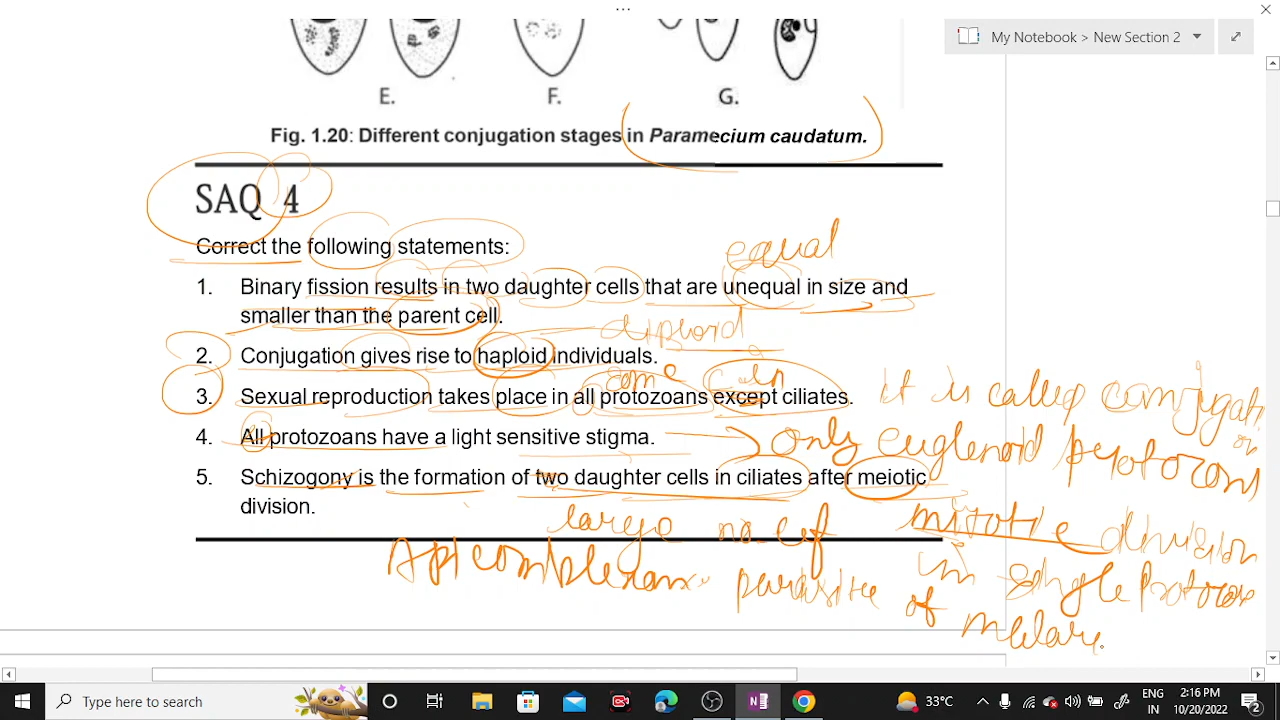 ...
My Notebook > New Section 2
E. F. G.
Fig. 1.20: Different conjugation stages in Paramecium caudatum.
SAQ 4
Correct the following statements:
equal
1. Binary fission results in two daughter cells that are unequal in size and
smaller than the parent cell.
diploid
2. Conjugation gives rise to haploid individuals.
some
3. Sexual reproduction takes place in all protozoans except ciliates. It is called conjugation
4. All protozoans have a light sensitive stigma. only euglenoid protozoans
5. Schizogony is the formation of two daughter cells in ciliates after meiotic
division.
large no. of mitotic division
Apicomplexan parasite of in single
Type here to search
33°C
ENG
IN
2:16 PM
10/20/2022
2